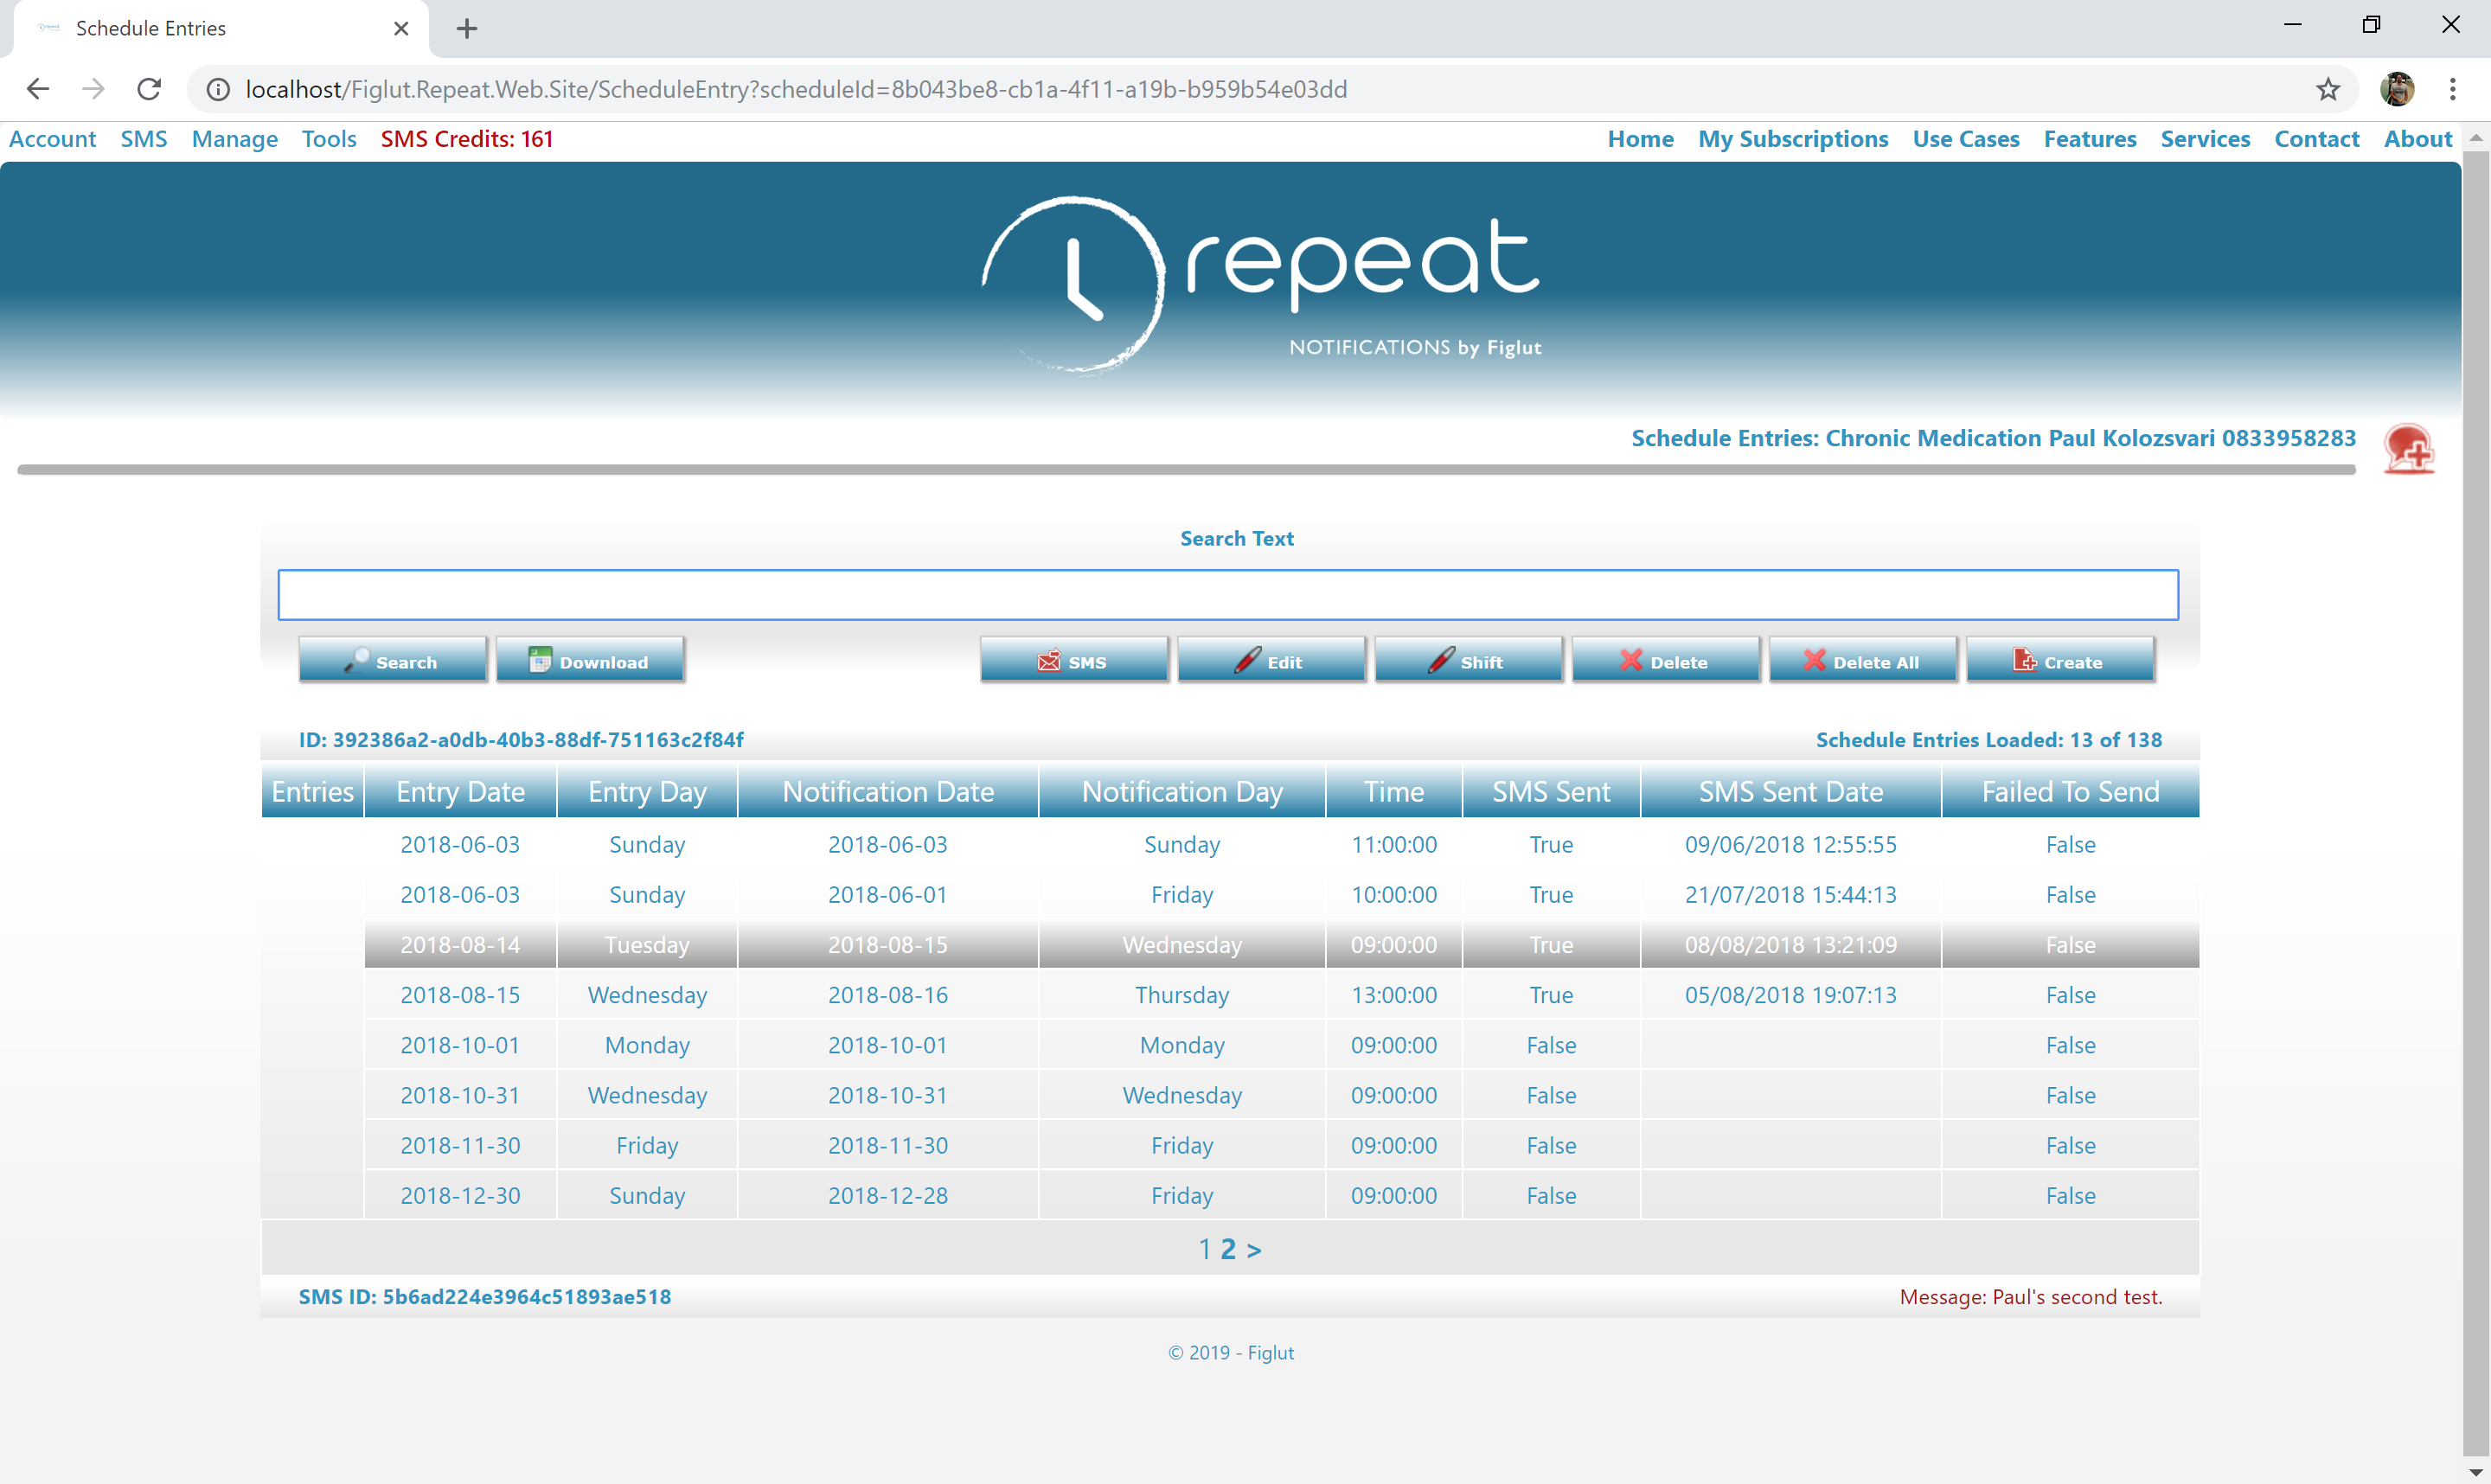 Schedule Entries
localhost/Figlut.Repeat.Web.Site/ScheduleEntry?scheduleId=8b043be8-cb1a-4f11-a19b-b959b54e03dd
Account SMS Manage Tools SMS Credits: 161 Home My Subscriptions Use Cases Features Services Contact About
repeat
NOTIFICATIONS by Figlut
Schedule Entries: Chronic Medication Paul Kolozsvari 0833958283
Search Text
Search Download SMS Edit Shift Delete Delete All Create
ID: 392386a2-a0db-40b3-88df-751163c2f84f Schedule Entries Loaded: 13 of 138
Entries Entry Date Entry Day Notification Date Notification Day Time SMS Sent SMS Sent Date Failed To Send
2018-06-03 Sunday 2018-06-03 Sunday 11:00:00 True 09/06/2018 12:55:55 False
2018-06-03 Sunday 2018-06-01 Friday 10:00:00 True 21/07/2018 15:44:13 False
2018-08-14 Tuesday 2018-08-15 Wednesday 09:00:00 True 08/08/2018 13:21:09 False
2018-08-15 Wednesday 2018-08-16 Thursday 13:00:00 True 05/08/2018 19:07:13 False
2018-10-01 Monday 2018-10-01 Monday 09:00:00 False False
2018-10-31 Wednesday 2018-10-31 Wednesday 09:00:00 False False
2018-11-30 Friday 2018-11-30 Friday 09:00:00 False False
2018-12-30 Sunday 2018-12-28 Friday 09:00:00 False False
1 2 >
SMS ID: 5b6ad224e3964c51893ae518 Message: Paul's second test.
© 2019 - Figlut